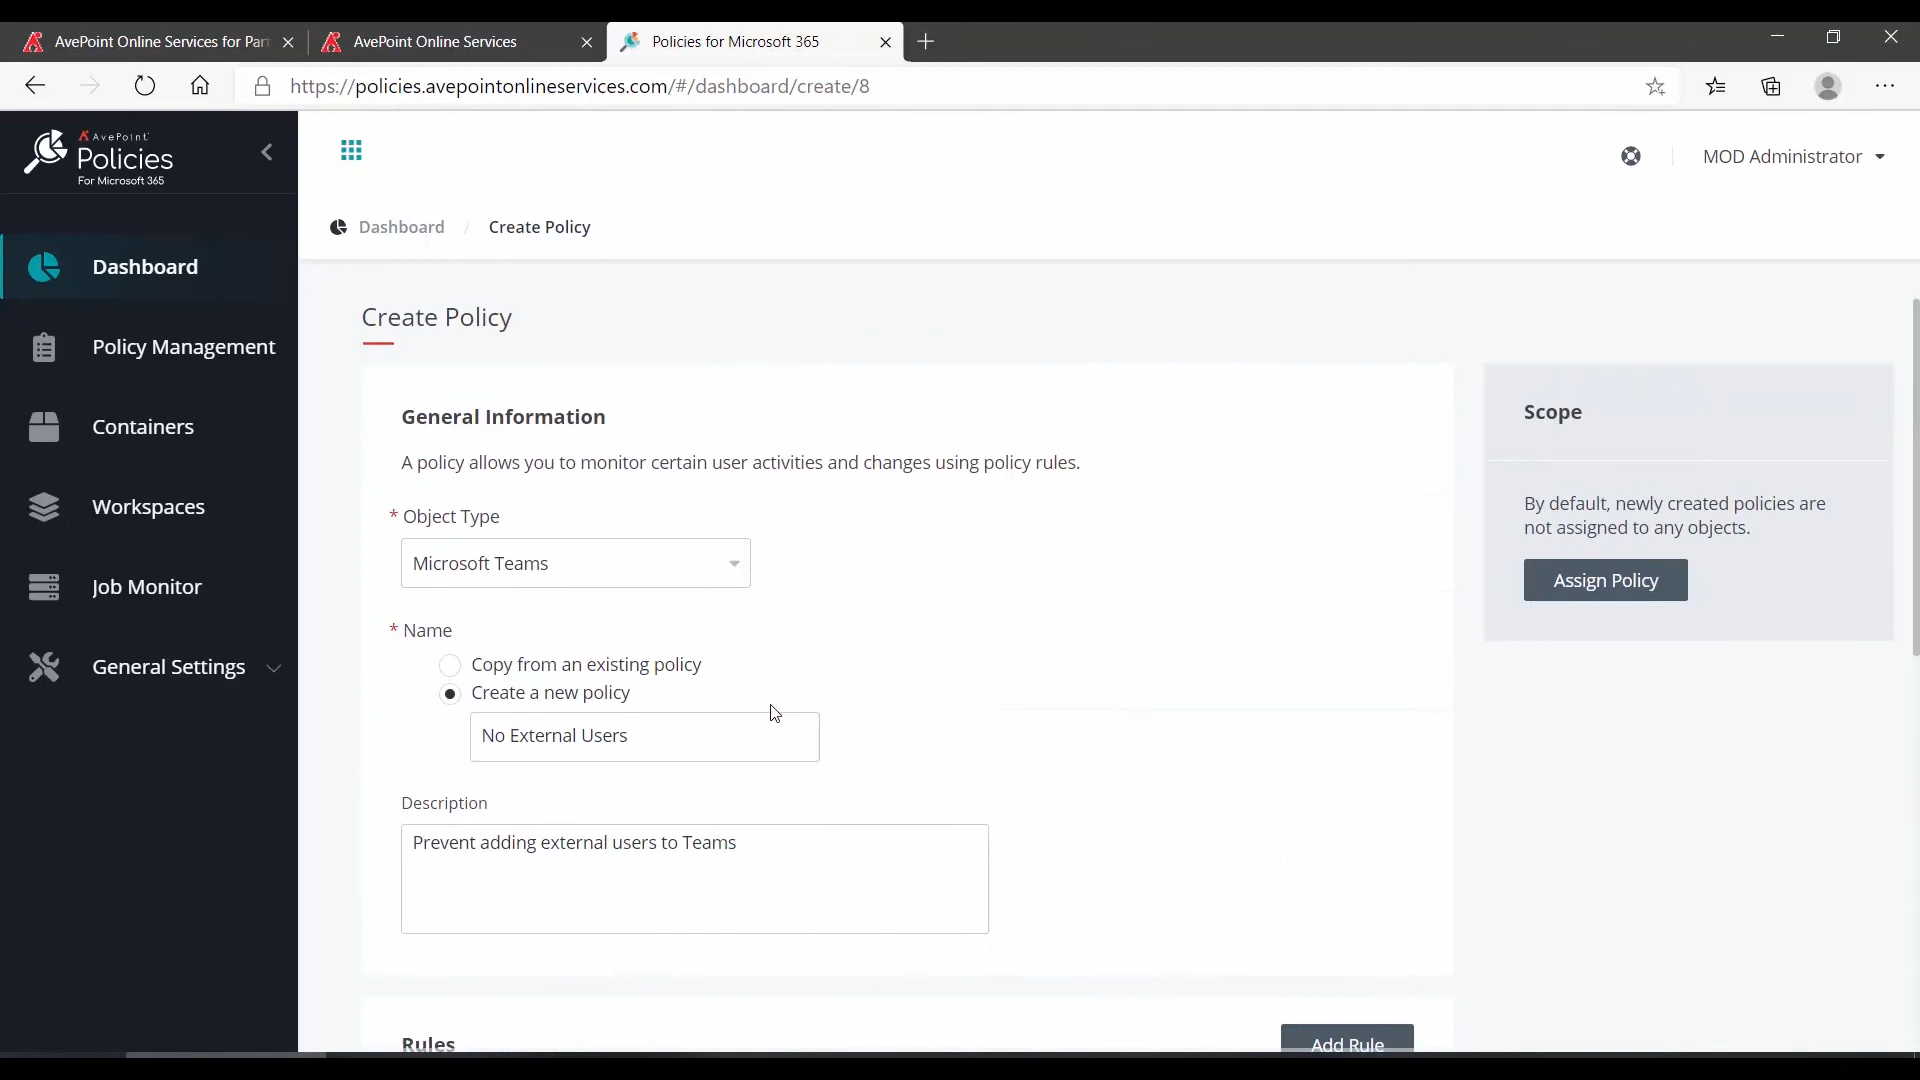 AvePoint Online Services for Part
AvePoint Online Services
Policies for Microsoft 365
https://policies.avepointonlineservices.com/#/dashboard/create/8
AvePoint
Policies
For Microsoft 365
MOD Administrator
Dashboard / Create Policy
Dashboard
Policy Management
Containers
Workspaces
Job Monitor
General Settings
Create Policy
General Information
A policy allows you to monitor certain user activities and changes using policy rules.
* Object Type
Microsoft Teams
* Name
Copy from an existing policy
Create a new policy
No External Users
Description
Prevent adding external users to Teams
Rules
Add Rule
Scope
By default, newly created policies are
not assigned to any objects.
Assign Policy